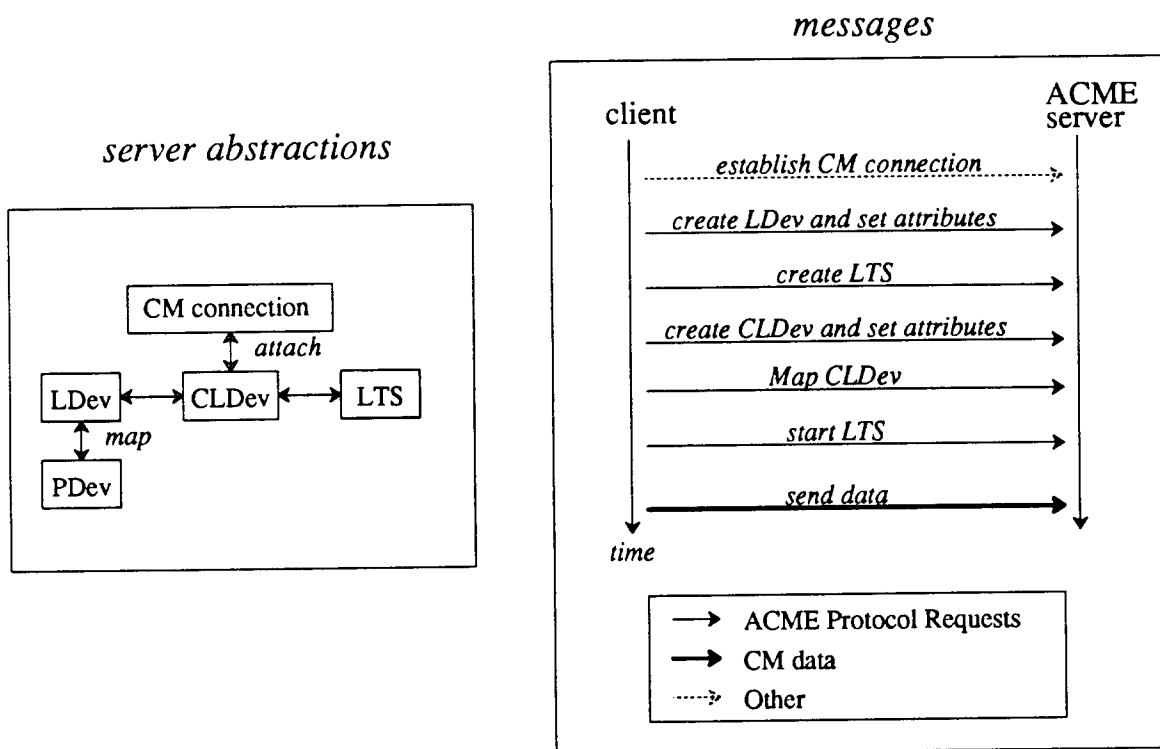 server abstractions
CM connection
attach
LDev
CLDev
LTS
map
PDev
messages
client
ACME
server
establish CM connection
create LDev and set attributes
create LTS
create CLDev and set attributes
Map CLDev
start LTS
send data
time
ACME Protocol Requests
CM data
Other